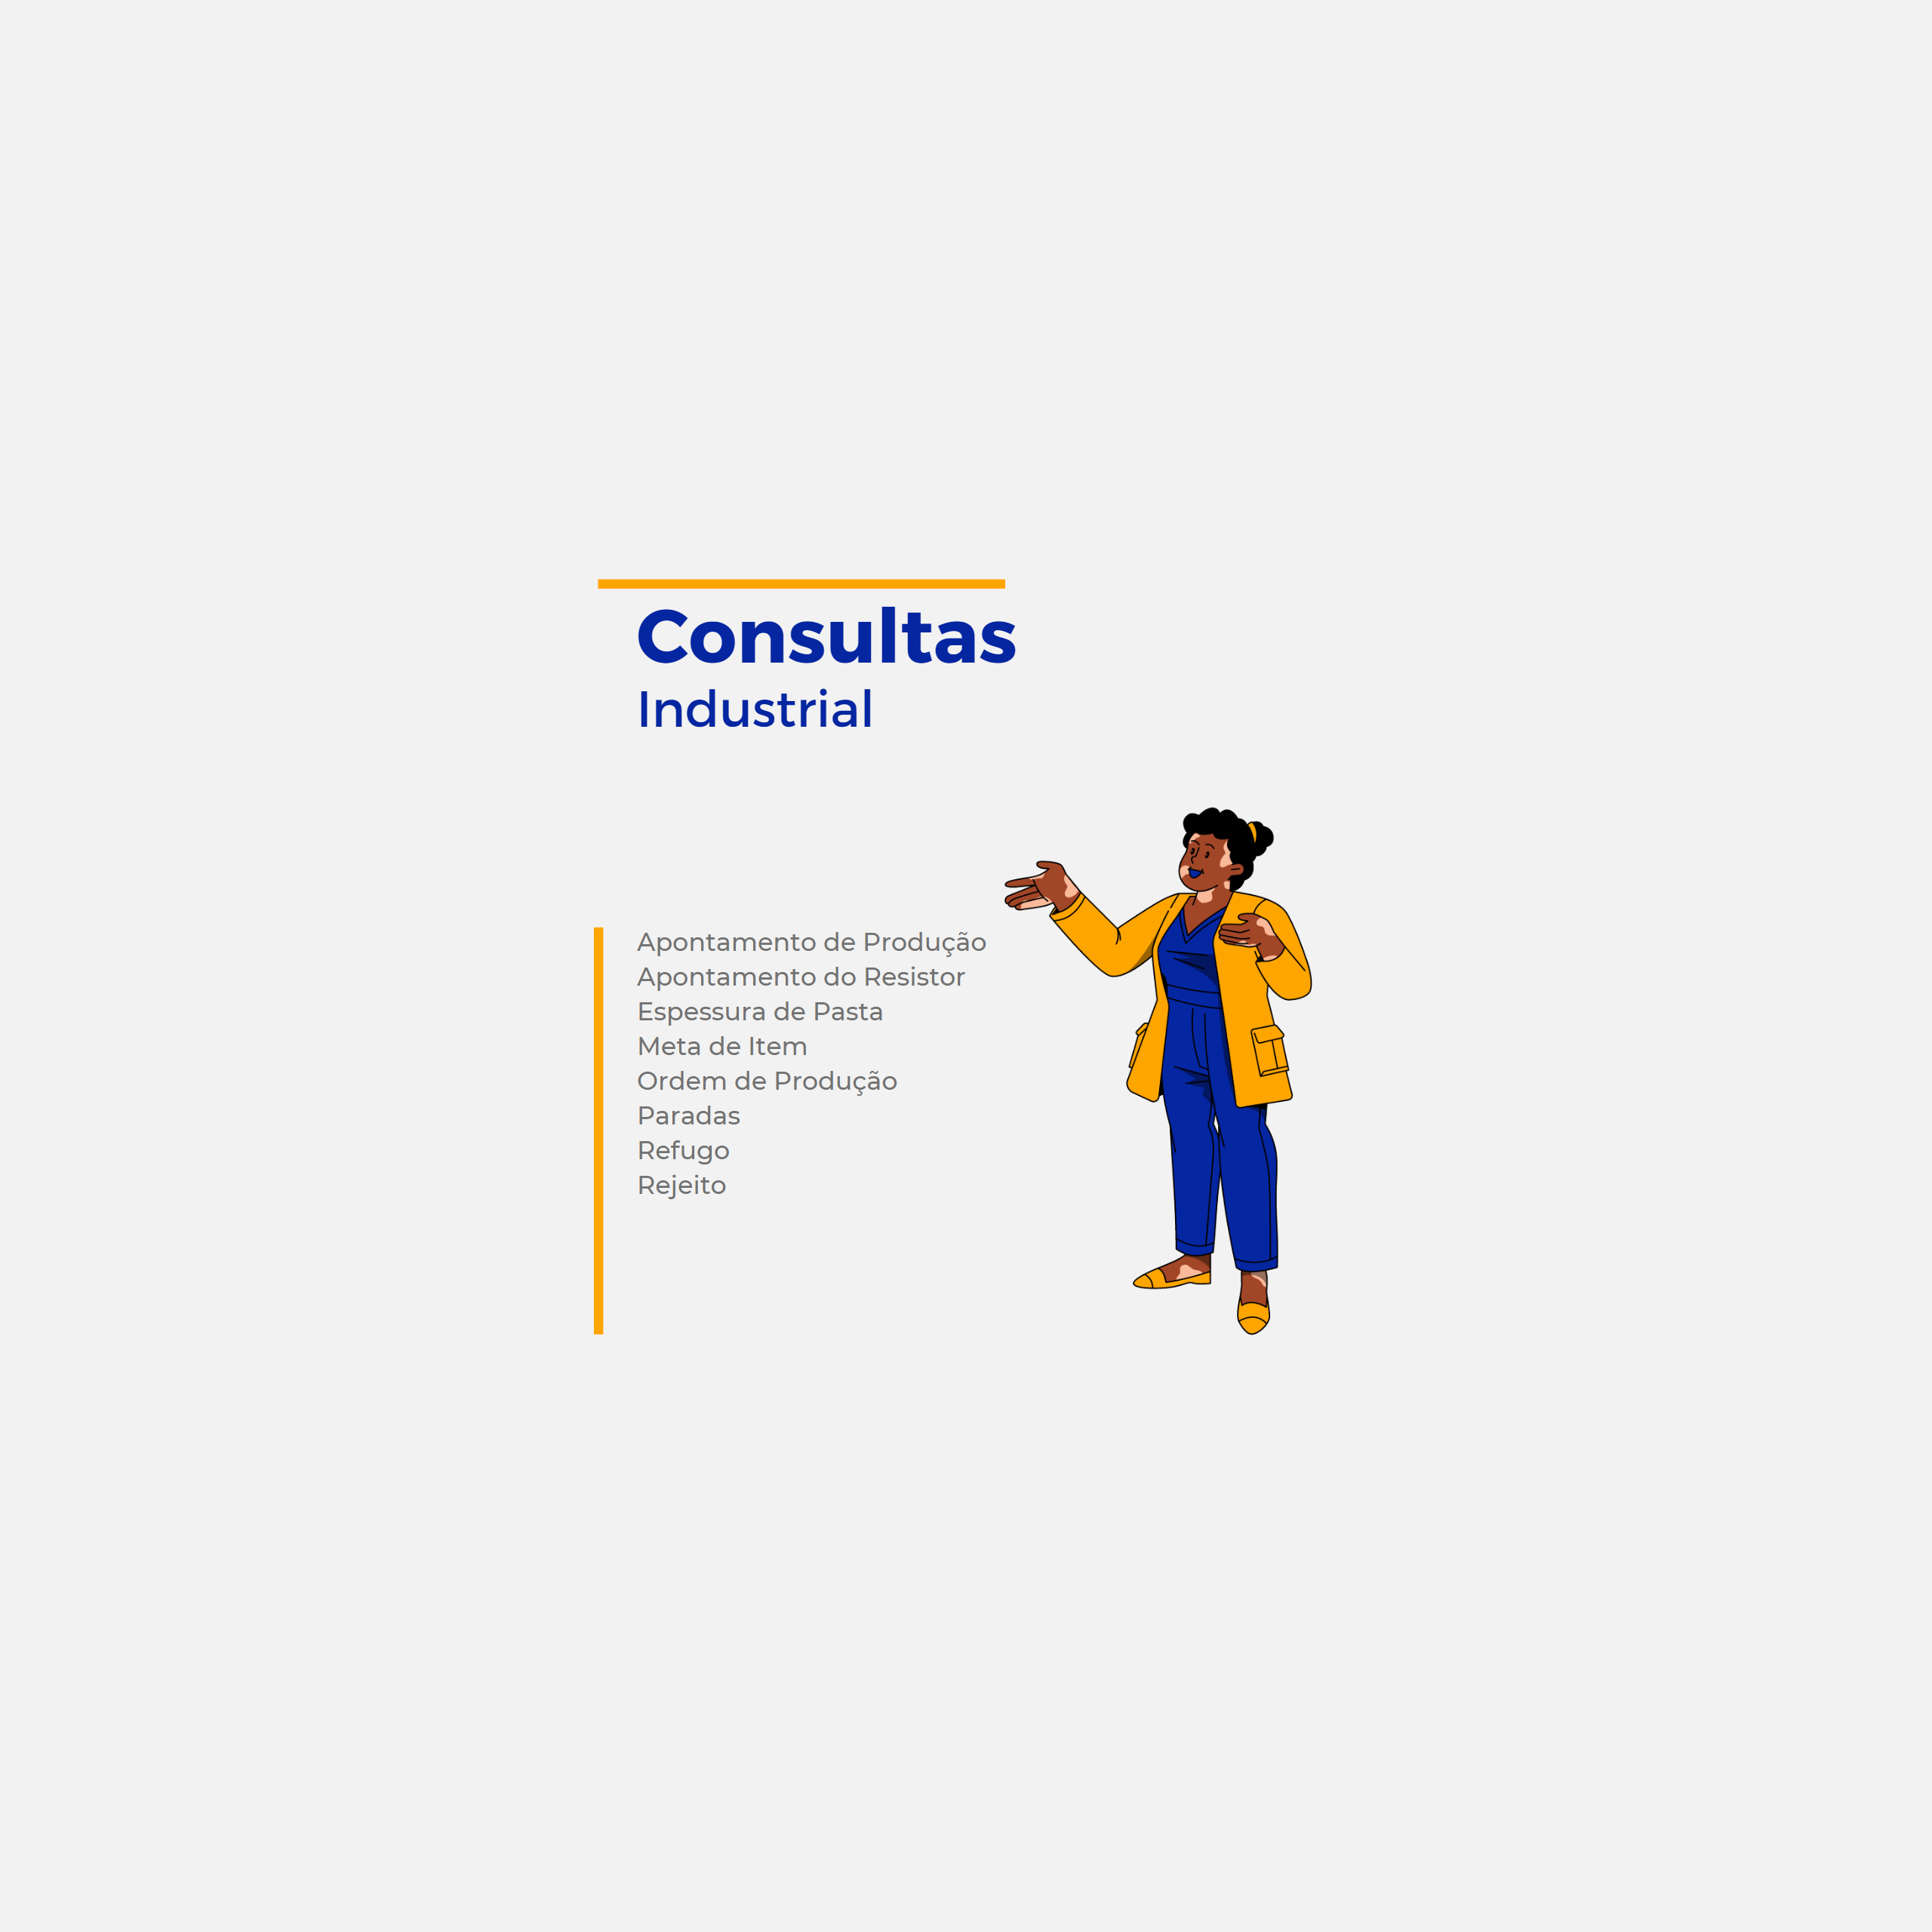 Consultas
Industrial
Apontamento de Produção
Apontamento do Resistor
Espessura de Pasta
Meta de Item
Ordem de Produção
Paradas
Refugo
Rejeito